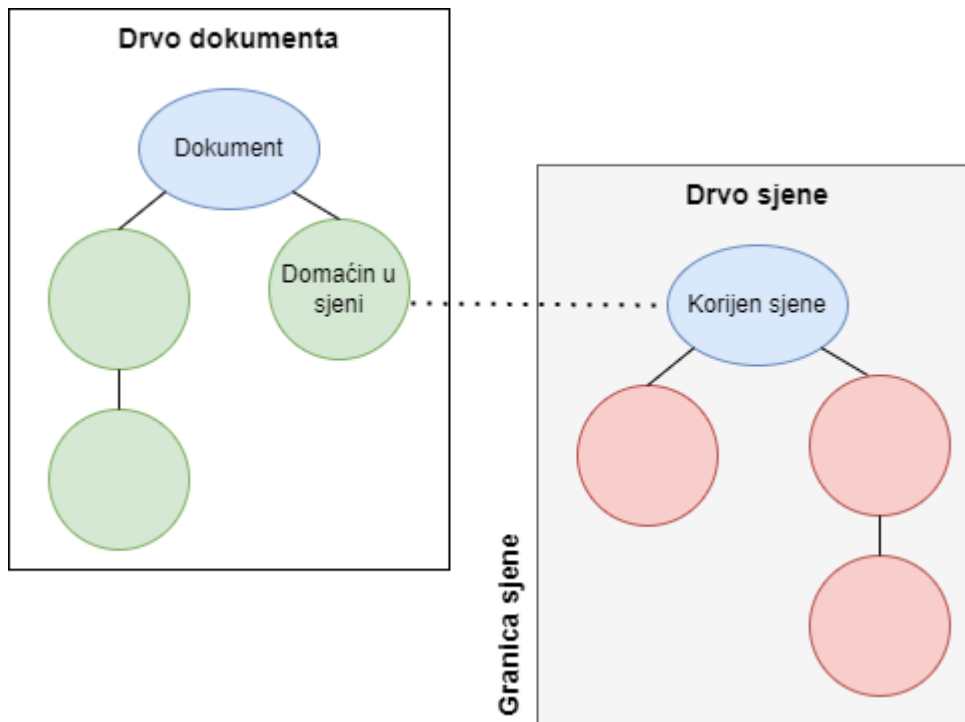 Drvo dokumenta
Dokument
Domaćin u
sjeni
Drvo sjene
Korijen sjene
Granica sjene